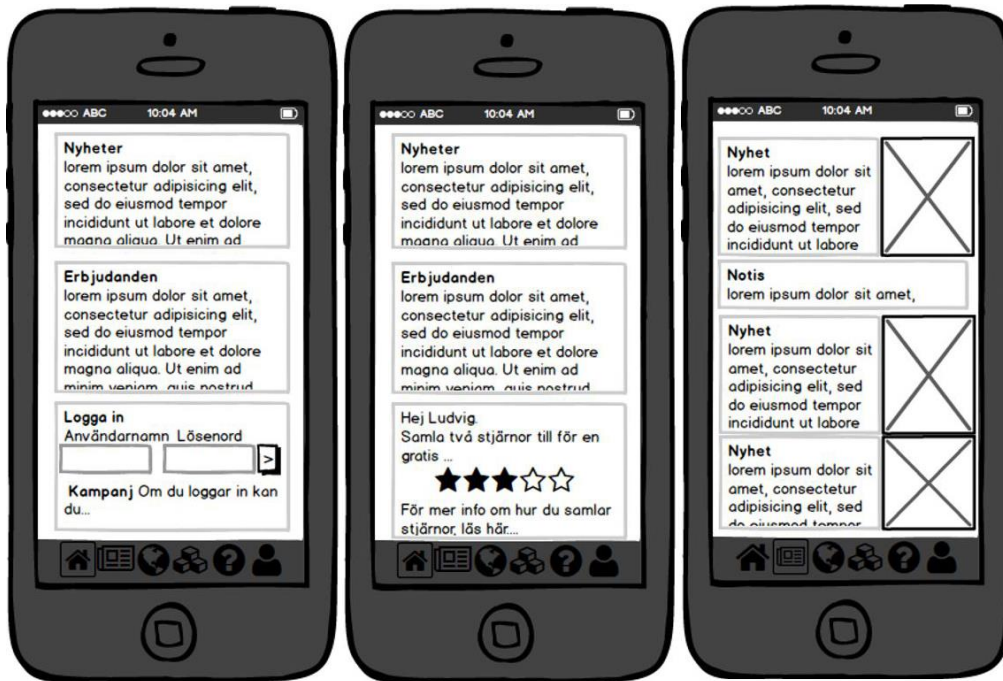 ABC 10:04 AM
Nyheter
lorem ipsum dolor sit amet,
consectetur adipisicing elit,
sed do eiusmod tempor
incididunt ut labore et dolore
magna aliqua. Ut enim ad
Erbjudanden
lorem ipsum dolor sit amet,
consectetur adipisicing elit,
sed do eiusmod tempor
incididunt ut labore et dolore
magna aliqua. Ut enim ad
minim veniam, quis nostrud
Logga in
Användarnamn Lösenord
>
Kampanj Om du loggar in kan
du...
ABC 10:04 AM
Nyheter
lorem ipsum dolor sit amet,
consectetur adipisicing elit,
sed do eiusmod tempor
incididunt ut labore et dolore
magna aliqua. Ut enim ad
Erbjudanden
lorem ipsum dolor sit amet,
consectetur adipisicing elit,
sed do eiusmod tempor
incididunt ut labore et dolore
magna aliqua. Ut enim ad
minim veniam, quis nostrud
Hej Ludvig.
Samla två stjärnor till för en
gratis ...
För mer info om hur du samlar
stjärnor, läs här....
ABC 10:04 AM
Nyhet
lorem ipsum dolor sit
amet, consectetur
adipisicing elit, sed
do eiusmod tempor
incididunt ut labore
Notis
lorem ipsum dolor sit amet,
Nyhet
lorem ipsum dolor sit
amet, consectetur
adipisicing elit, sed
do eiusmod tempor
incididunt ut labore
Nyhet
lorem ipsum dolor sit
amet, consectetur
adipisicing elit, sed
do eiusmod tempor